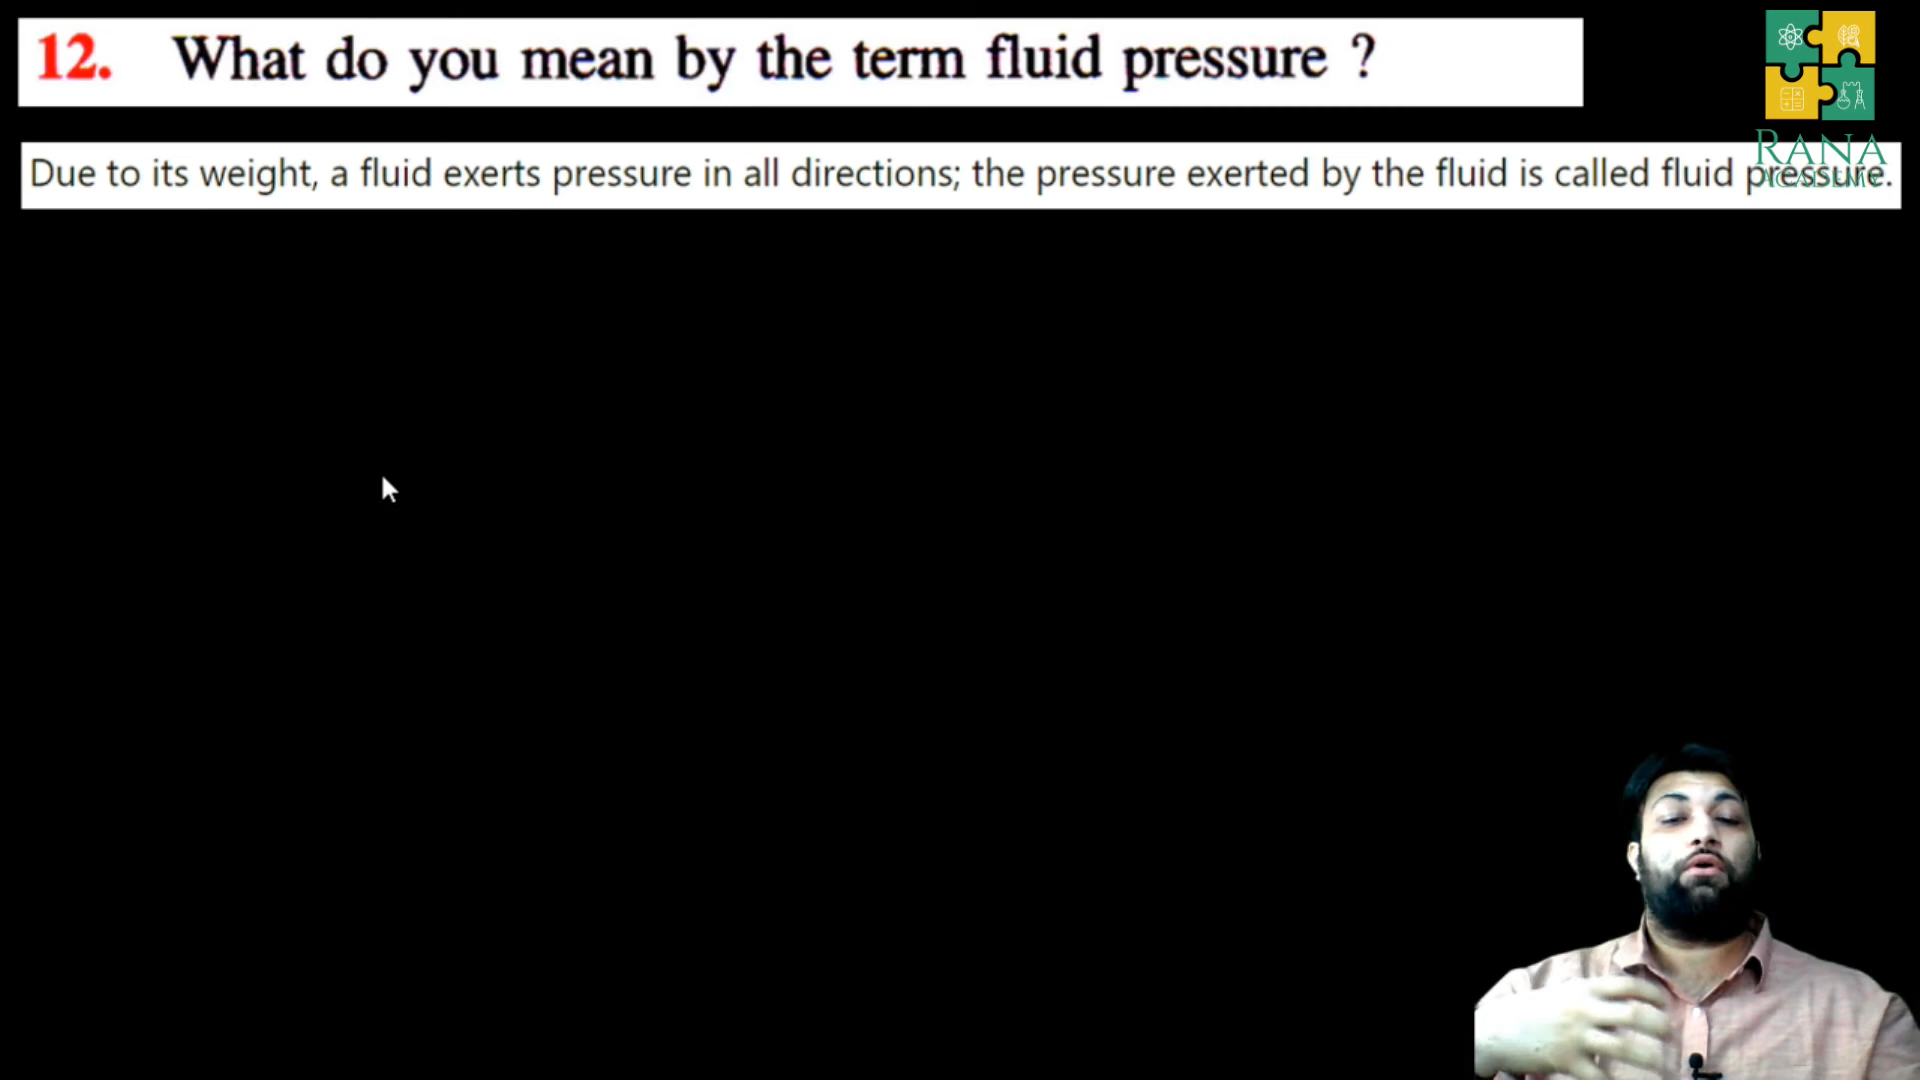 12. What do you mean by the term fluid pressure ?
Due to its weight, a fluid exerts pressure in all directions; the pressure exerted by the fluid is called fluid pressure.
RANA
ACADEMY